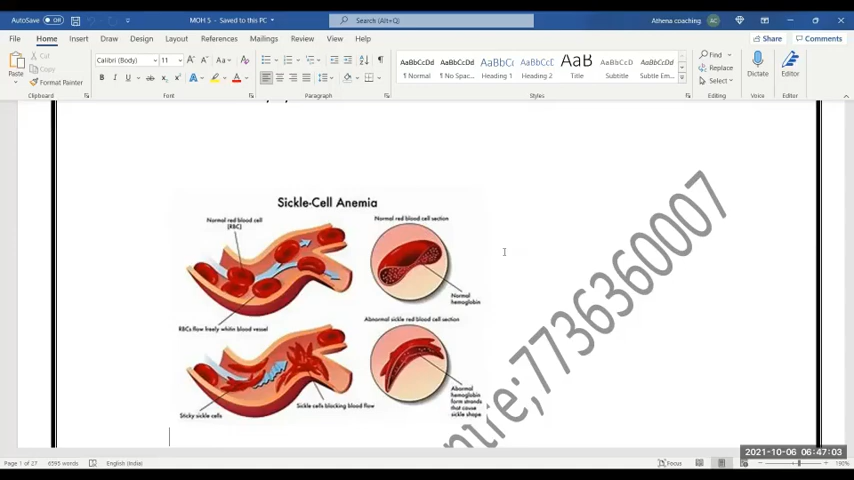 AutoSave Off
MOH 5 - Saved to this PC
Search (Alt+Q)
Athena coaching
AC
File Home Insert Draw Design Layout References Mailings Review View Help
Share Comments
Paste
Cut
Copy
Format Painter
Calibri (Body) 11
AaBbCcDd AaBbCcDd AaBbCc AaBbCcD AaB AaBbCcD AaBbCcDd
¶ Normal ¶ No Spac... Heading 1 Heading 2 Title Subtitle Subtle Em...
Find
Replace
Select
Dictate
Editor
Clipboard Font Paragraph Styles Editing Voice Editor
Sickle-Cell Anemia
Normal red blood cell
(RBC)
Normal red blood cell section
Normal
hemoglobin
RBCs flow freely whitin blood vessel
Abnormal sickle red blood cell section
Sticky sickle cells
Sickle cells blocking blood flow
Abormal
hemoglobin
form strands
that cause
sickle shape
ntre;7736360007
2021-10-06 06:47:03
Page 1 of 27 6595 words English (India)
Focus
190%